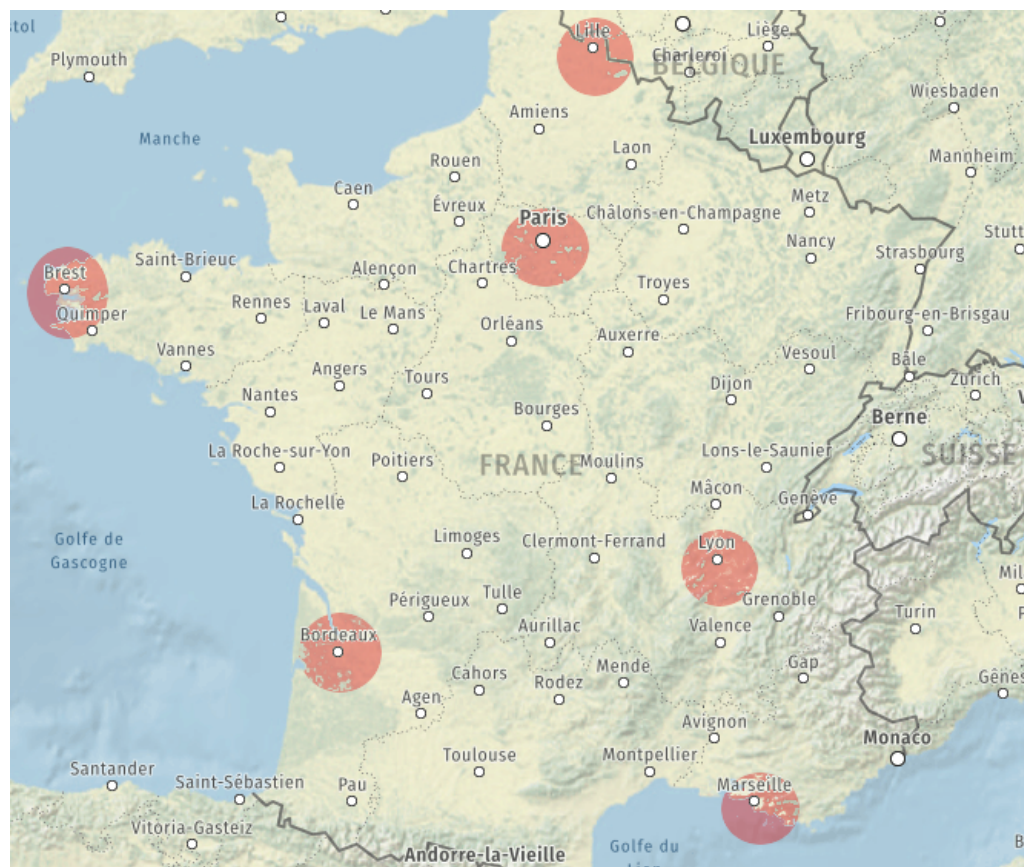 stol
Lille
Liège
Charleroi
BELGIQUE
Plymouth
Wiesbaden
Amiens
Manche
Luxembourg
Laon
Rouen
Mannheim
Caen
Metz
Évreux
Paris
Châlons-en-Champagne
Stutt
Nancy
Strasbourg
Saint-Brieuc
Brest
Alençon
Chartres
Troyes
Rennes
Laval
Le Mans
Quimper
Fribourg-en-Brisgau
Orléans
Auxerre
Vannes
Vesoul
Bâle
Angers
Tours
Dijon
Zurich
Nantes
Bourges
Berne
La Roche-sur-Yon
Poitiers
FRANCE
Moulins
Lons-le-Saunier
SUISSE
Mâcon
Genève
La Rochelle
Golfe de
Gascogne
Limoges
Clermont-Ferrand
Lyon
Mil
Périgueux
Tulle
Grenoble
Turin
Bordeaux
Aurillac
Valence
Cahors
Rodez
Mende
Gap
Gênes
Agen
Avignon
Monaco
Toulouse
Montpellier
Santander
Saint-Sébastien
Pau
Marseille
Vitoria-Gasteiz
Golfe du
Andorre-la-Vieille